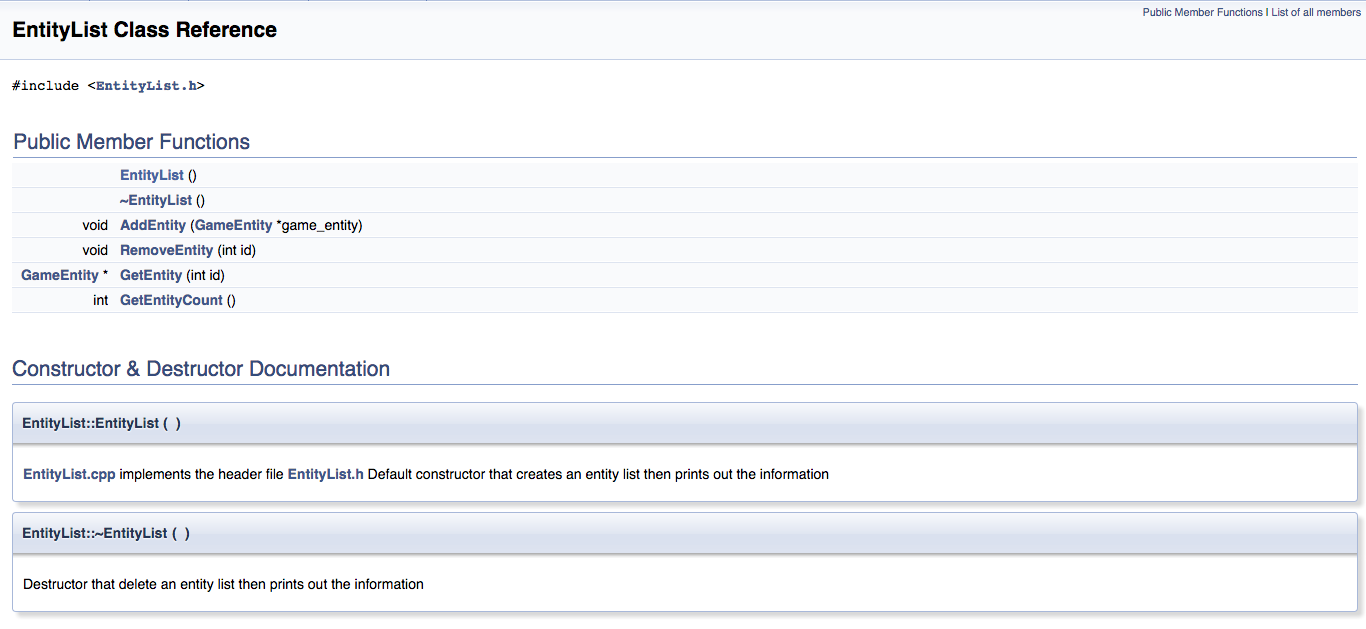 Public Member Functions | List of all members
EntityList Class Reference
#include <EntityList.h>
Public Member Functions
EntityList ()
~EntityList ()
void AddEntity (GameEntity *game_entity)
void RemoveEntity (int id)
GameEntity * GetEntity (int id)
int GetEntityCount ()
Constructor & Destructor Documentation
EntityList::EntityList ( )
EntityList.cpp implements the header file EntityList.h Default constructor that creates an entity list then prints out the information
EntityList::~EntityList ( )
Destructor that delete an entity list then prints out the information